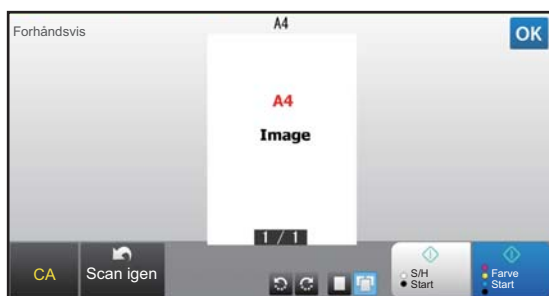 A4
Forhåndsvis
OK
A4
Image
1 / 1
CA
Scan igen
S/H
Start
Farve
Start